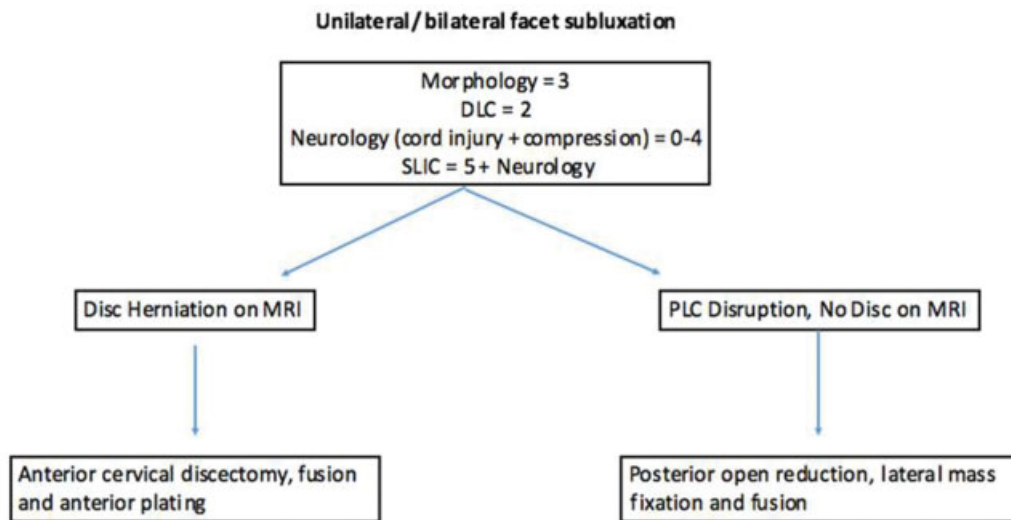 Unilateral/ bilateral facet subluxation
Morphology = 3
DLC = 2
Neurology (cord injury + compression) = 0-4
SLIC = 5 + Neurology
Disc Herniation on MRI
PLC Disruption, No Disc on MRI
Anterior cervical discectomy, fusion
and anterior plating
Posterior open reduction, lateral mass
fixation and fusion